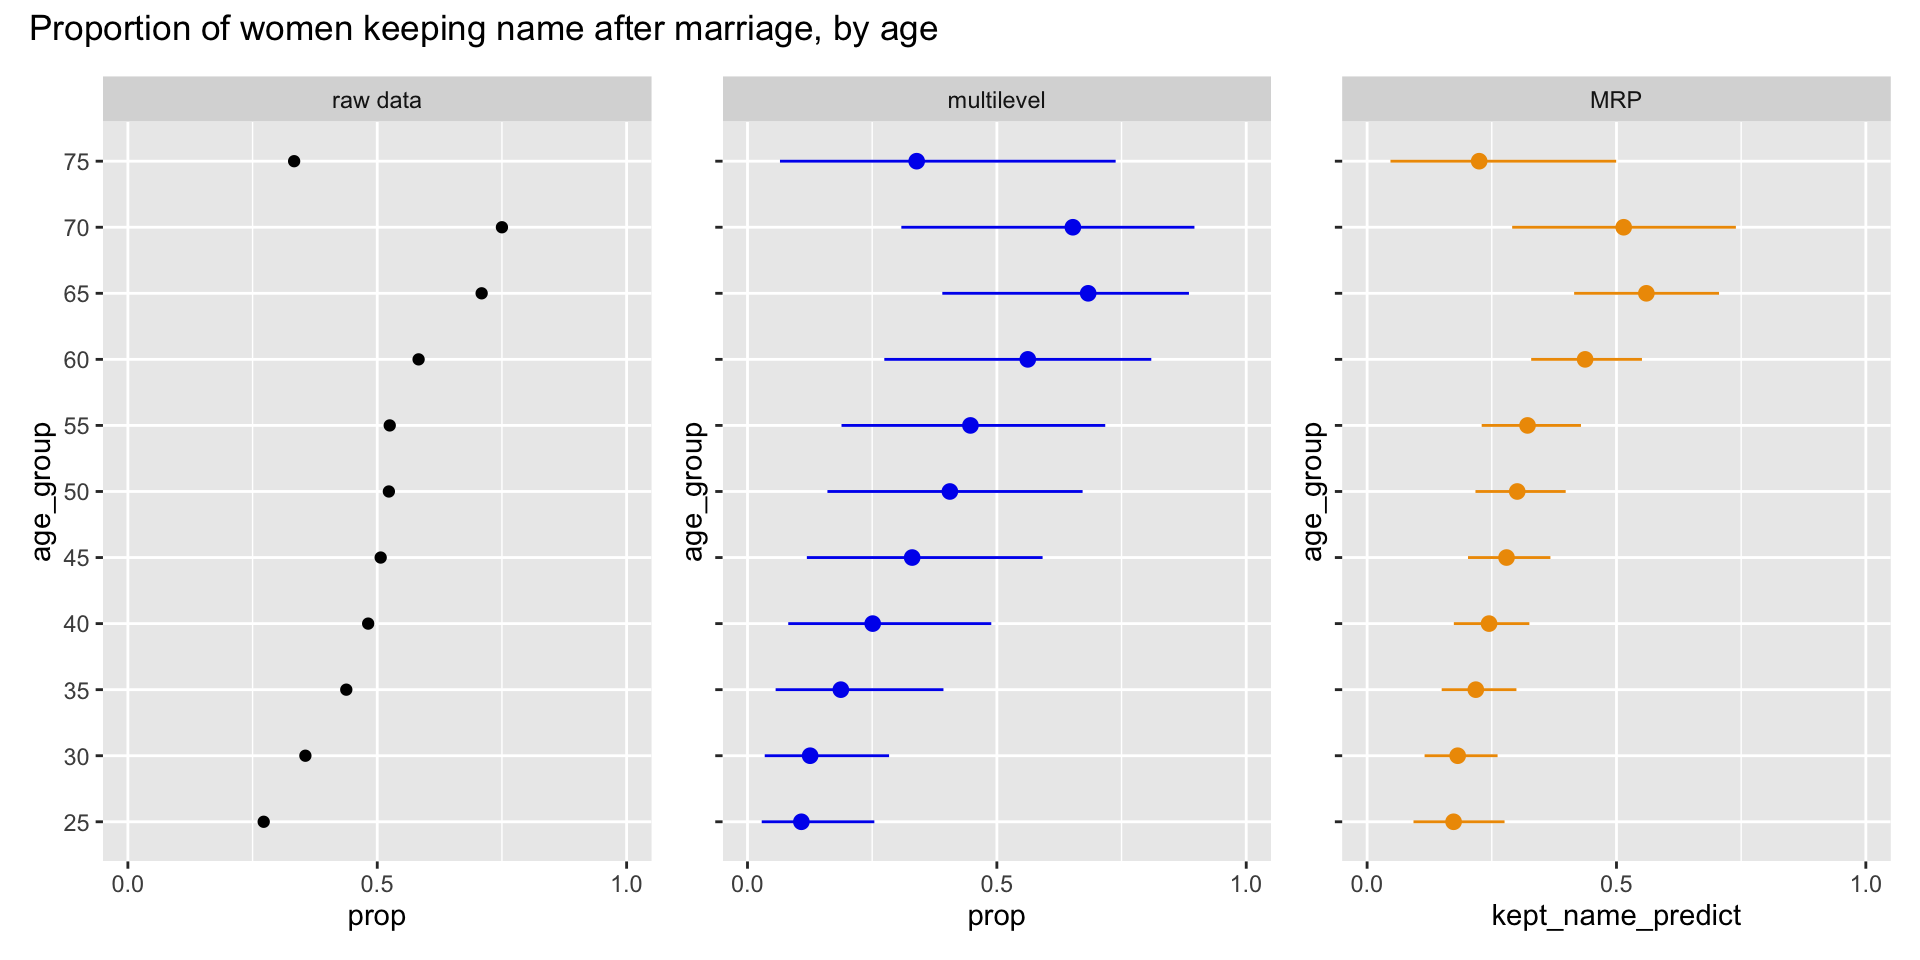 Proportion of women keeping name after marriage, by age
raw data
multilevel
MRP
75
70
65
60
55
50
45
40
35
30
25
age_group
age_group
age_group
0.0 0.5 1.0
0.0 0.5 1.0
0.0 0.5 1.0
prop
prop
kept_name_predict